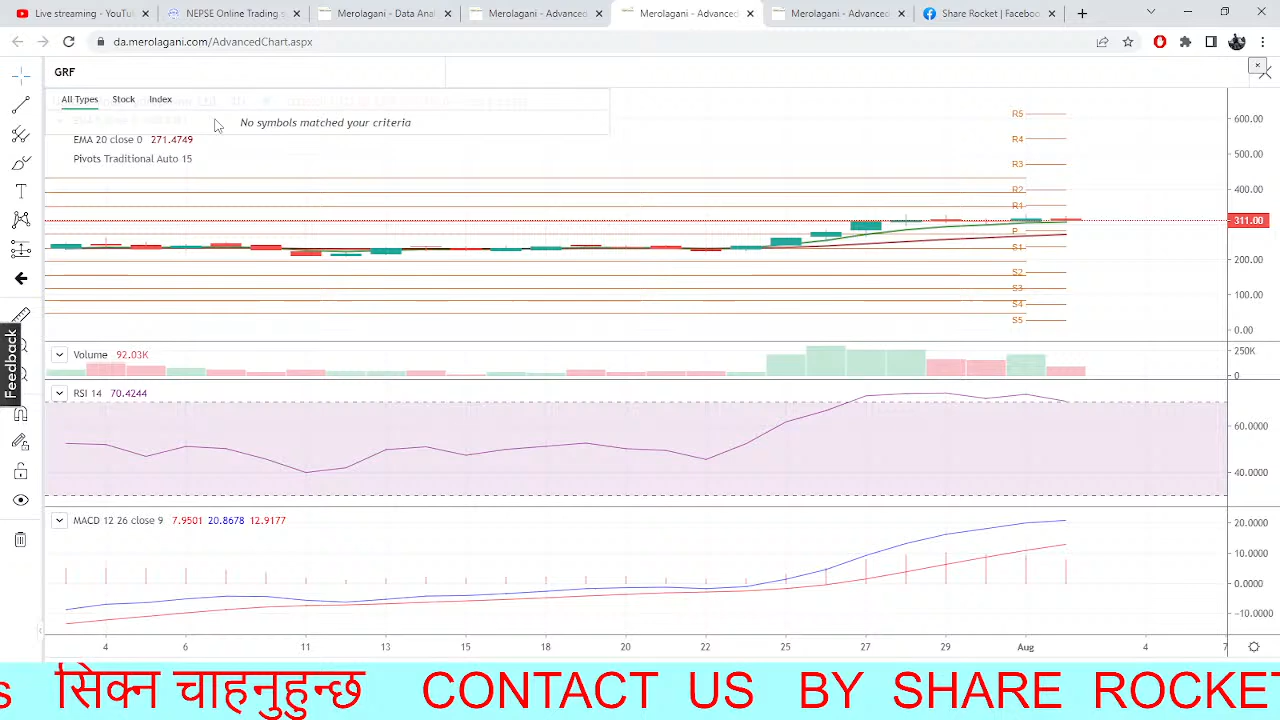 Live streaming - YouTu
NEPSE Online Trading s
Merolagani - Data Anal
Merolagani - Advanced
Merolagani - Advanced
Merolagani - Advanced
Share Rocket | Faceboo
da.merolagani.com/AdvancedChart.aspx
GRF
All Types Stock Index
No symbols matched your criteria
EMA 20 close 0 271.4749
Pivots Traditional Auto 15
R5
R4
R3
R2
R1
P
S1
S2
S3
S4
S5
600.00
500.00
400.00
311.00
200.00
100.00
0.00
Feedback
Volume 92.03K
250K
0
RSI 14 70.4244
60.0000
40.0000
MACD 12 26 close 9 7.9501 20.8678 12.9177
20.0000
10.0000
0.0000
−10.0000
4 6 11 13 15 18 20 22 25 27 29 Aug 4 7
s सिक्न चाहनुहुन्छ CONTACT US BY SHARE ROCKET